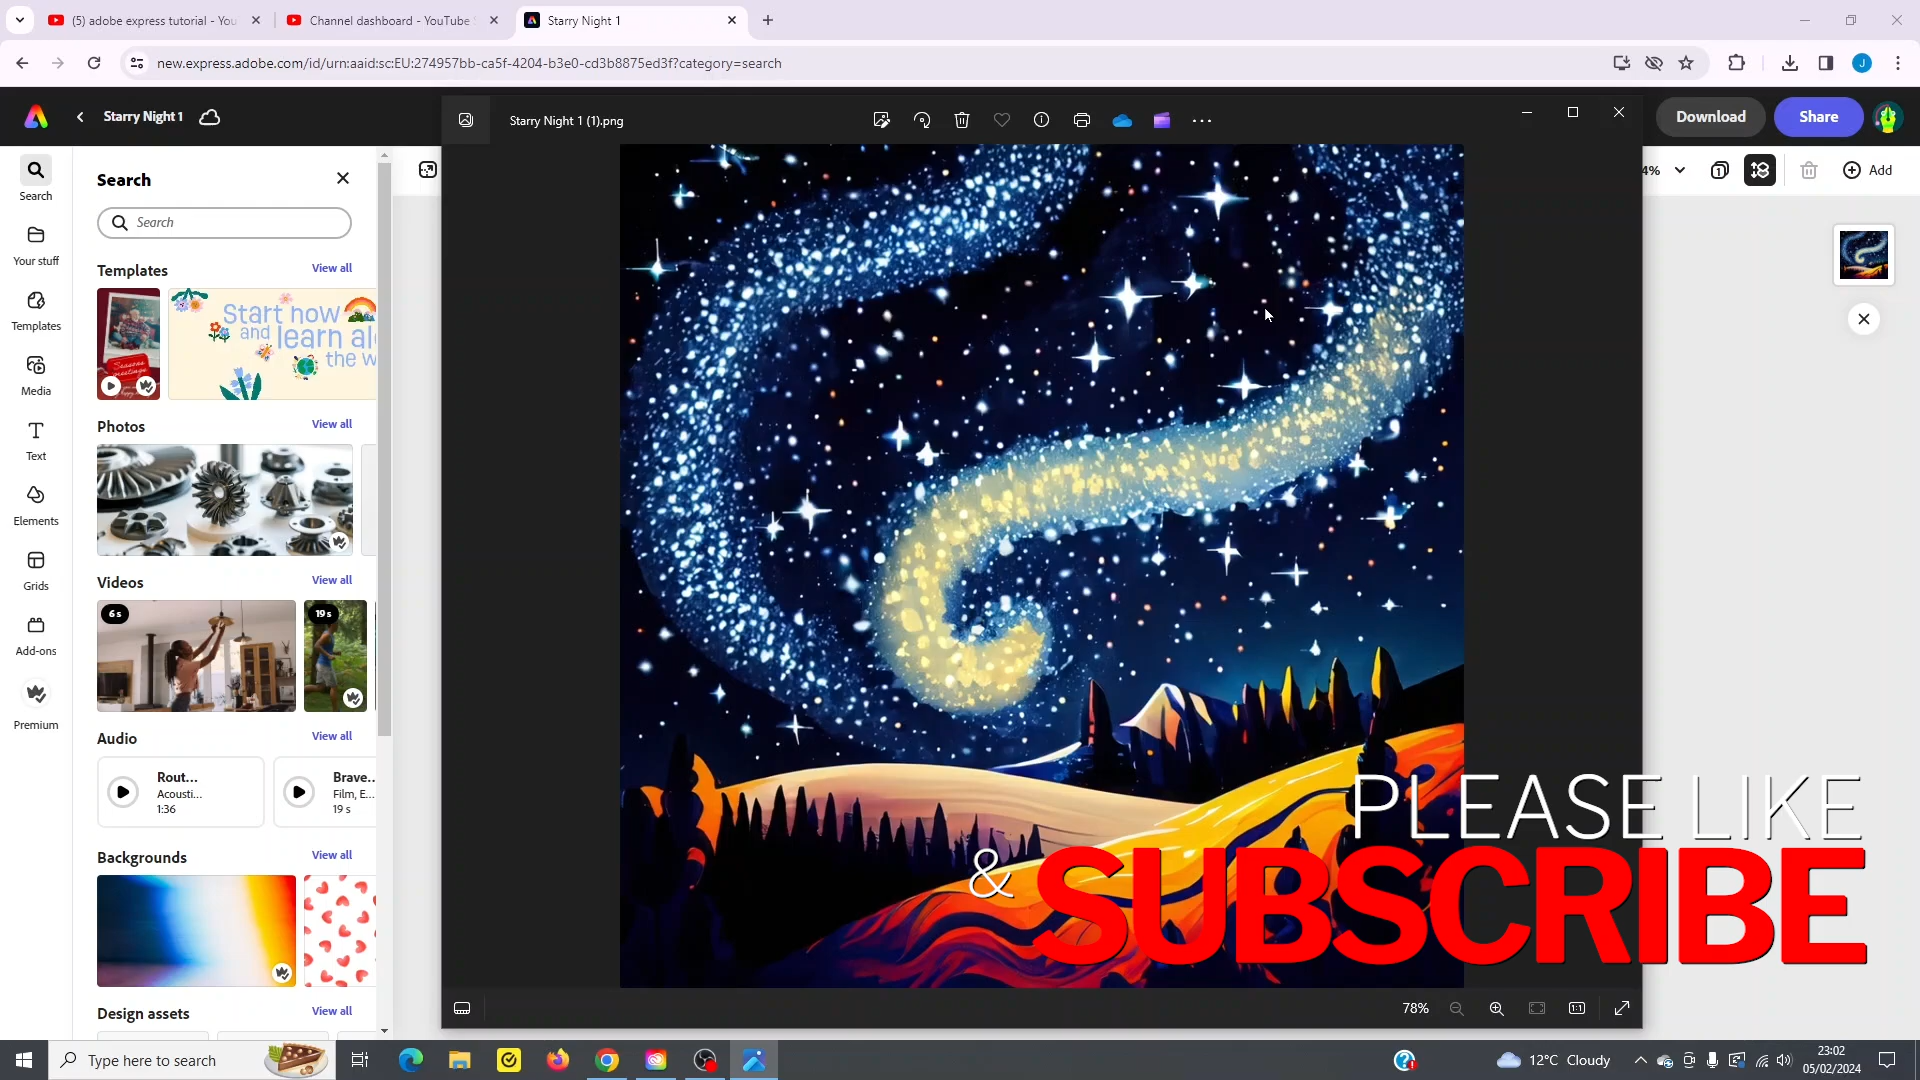 (5) adobe express tutorial - You
Channel dashboard - YouTube S
Starry Night 1
new.express.adobe.com/id/urn:aaid:sc:EU:274957bb-ca5f-4204-b3e0-cd3b8875ed3f?category=search
Starry Night 1
Starry Night 1 (1).png
Download
Share
4%
Add
Search
Your stuff
Templates
Media
Text
Elements
Grids
Add-ons
Premium
Search
Search
Templates
View all
Start now
and learn al
the w
Photos
View all
Videos
View all
6 s
19 s
Audio
View all
Rout...
Acousti...
1:36
Brave...
Film, E...
19 s
Backgrounds
View all
Design assets
View all
PLEASE LIKE
& SUBSCRIBE
78%
Type here to search
12°C Cloudy
23:02
05/02/2024